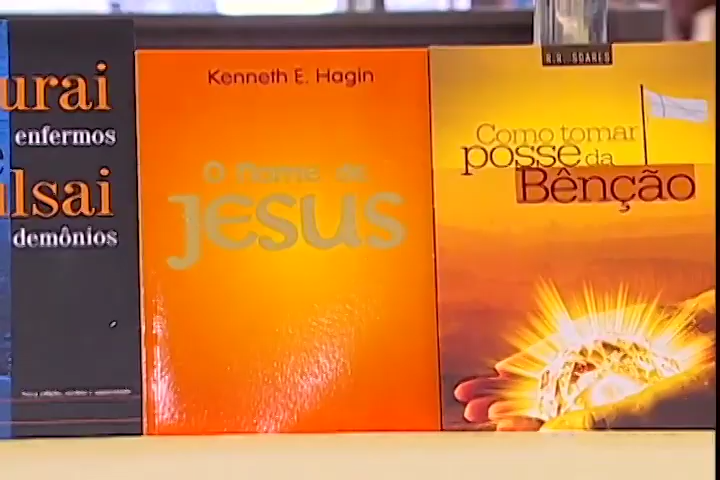 urai
enfermos
ulsai
demônios
Kenneth E. Hagin
O Nome de
JESUS
R.R. SOARES
Como tomar
posse da
Bênção